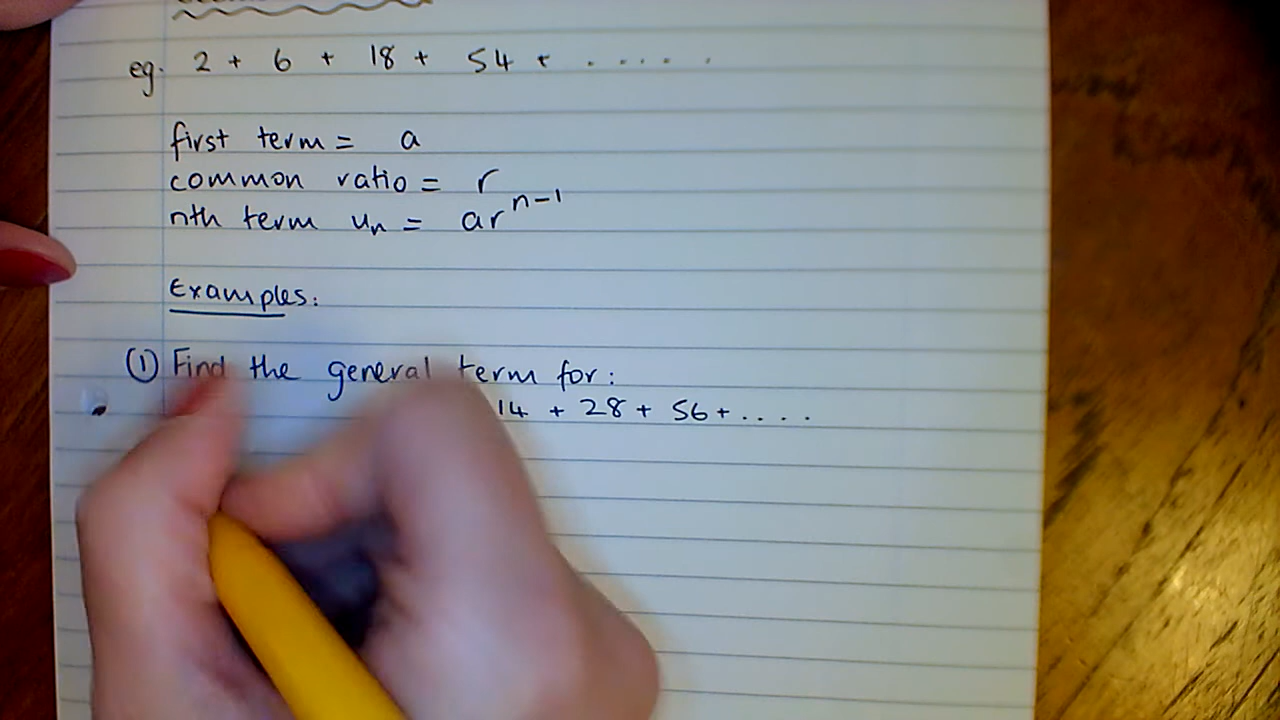 eg. 2 + 6 + 18 + 54 + .....
first term = a
common ratio = r
nth term uₙ = arⁿ⁻¹
Examples:
① Find the general term for:
14 + 28 + 56 + ....